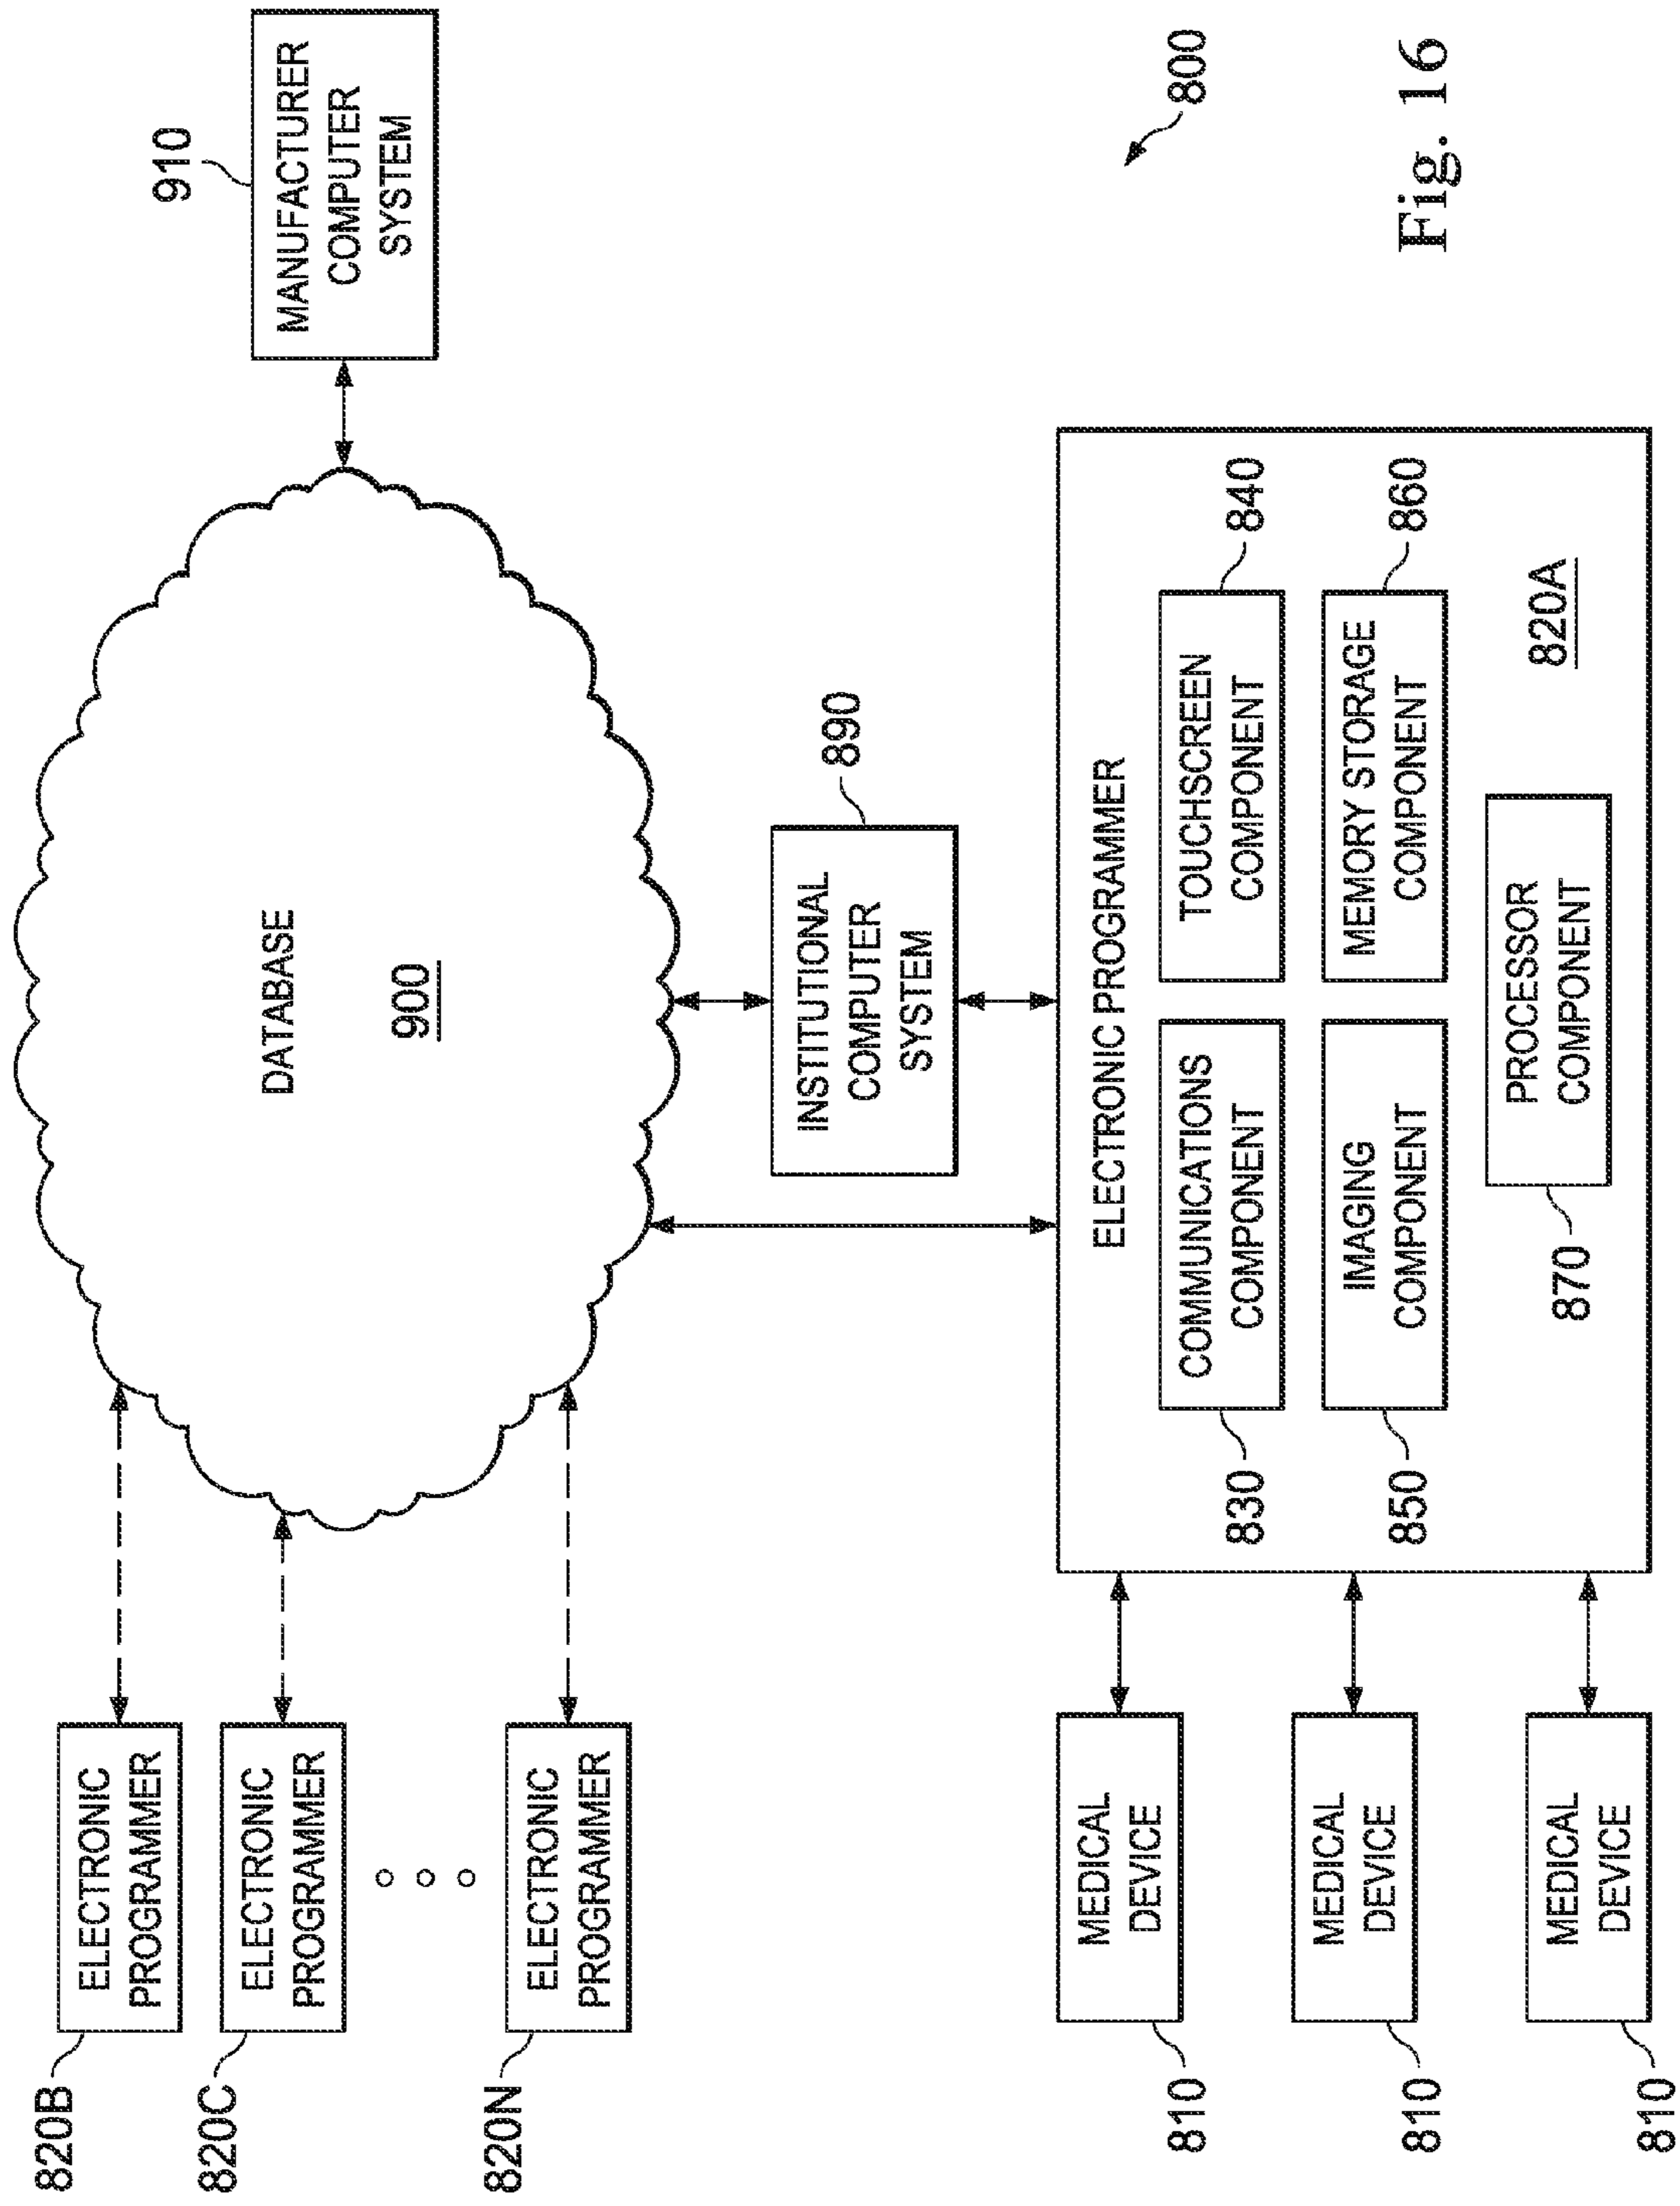 820B
ELECTRONIC
PROGRAMMER
820C
ELECTRONIC
PROGRAMMER
820N
ELECTRONIC
PROGRAMMER
DATABASE
900
910
MANUFACTURER
COMPUTER
SYSTEM
INSTITUTIONAL
COMPUTER
SYSTEM
890
810
MEDICAL
DEVICE
810
MEDICAL
DEVICE
810
MEDICAL
DEVICE
ELECTRONIC PROGRAMMER
830
COMMUNICATIONS
COMPONENT
TOUCHSCREEN
COMPONENT
840
850
IMAGING
COMPONENT
MEMORY STORAGE
COMPONENT
860
870
PROCESSOR
COMPONENT
820A
800
Fig. 16